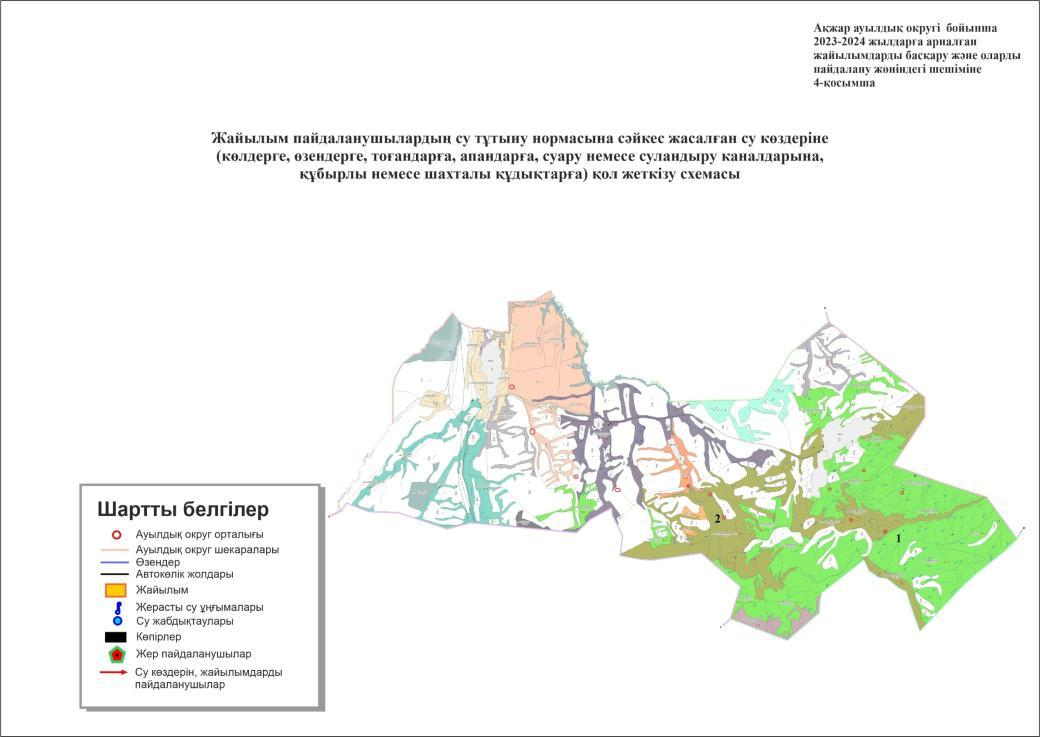 Ақжар ауылдық округі бойынша
2023-2024 жылдарға арналған
жайылымдарды басқару және оларды
пайдалану жөніндегі шешіміне
4-қосымша
Жайылым пайдаланушылардың су тұтыну нормасына сәйкес жасалған су көздеріне
(көлдерге, өзендерге, тоғандарға, апандарға, суару немесе суландыру каналдарына,
құбырлы немесе шахталы құдықтарға) қол жеткізу схемасы
2
1
Шартты белгілер
Ауылдық округ орталығы
Ауылдық округ шекаралары
Өзендер
Автокөлік жолдары
Жайылым
Жерасты су ұңғымалары
Су жабдықтаулары
Көпірлер
Жер пайдаланушылар
Су көздерін, жайылымдарды
пайдаланушылар